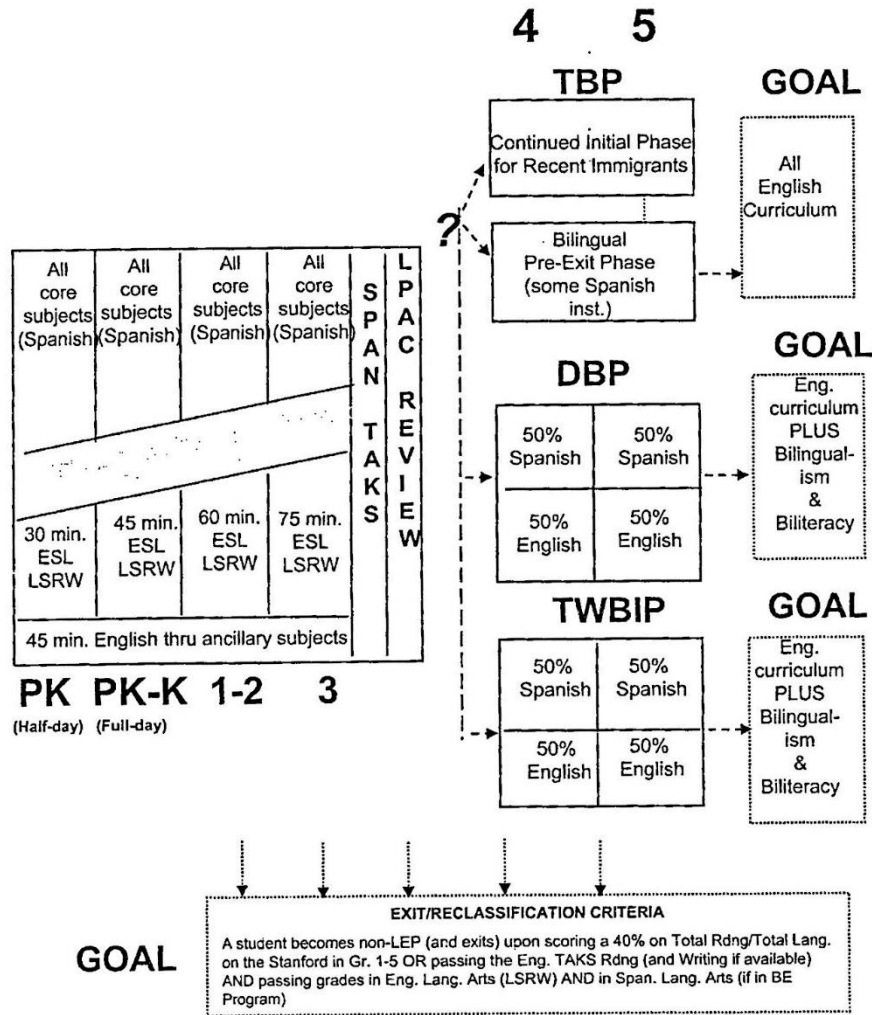 4 5
TBP
GOAL
Continued Initial Phase
for Recent Immigrants
All
English
Curriculum
?
Bilingual
Pre-Exit Phase
(some Spanish
inst.)
All
core
subjects
(Spanish)
All
core
subjects
(Spanish)
All
core
subjects
(Spanish)
All
core
subjects
(Spanish)
SPAN TAKS
LPAC REVIEW
30 min.
ESL
LSRW
45 min.
ESL
LSRW
60 min.
ESL
LSRW
75 min.
ESL
LSRW
45 min. English thru ancillary subjects
PK PK-K 1-2 3
(Half-day) (Full-day)
DBP
GOAL
50%
Spanish
50%
Spanish
50%
English
50%
English
Eng.
curriculum
PLUS
Bilingual-
ism
&
Biliteracy
TWBIP
GOAL
50%
Spanish
50%
Spanish
50%
English
50%
English
Eng.
curriculum
PLUS
Bilingual-
ism
&
Biliteracy
GOAL
EXIT/RECLASSIFICATION CRITERIA
A student becomes non-LEP (and exits) upon scoring a 40% on Total Rdng/Total Lang.
on the Stanford in Gr. 1-5 OR passing the Eng. TAKS Rdng (and Writing if available)
AND passing grades in Eng. Lang. Arts (LSRW) AND in Span. Lang. Arts (if in BE
Program)